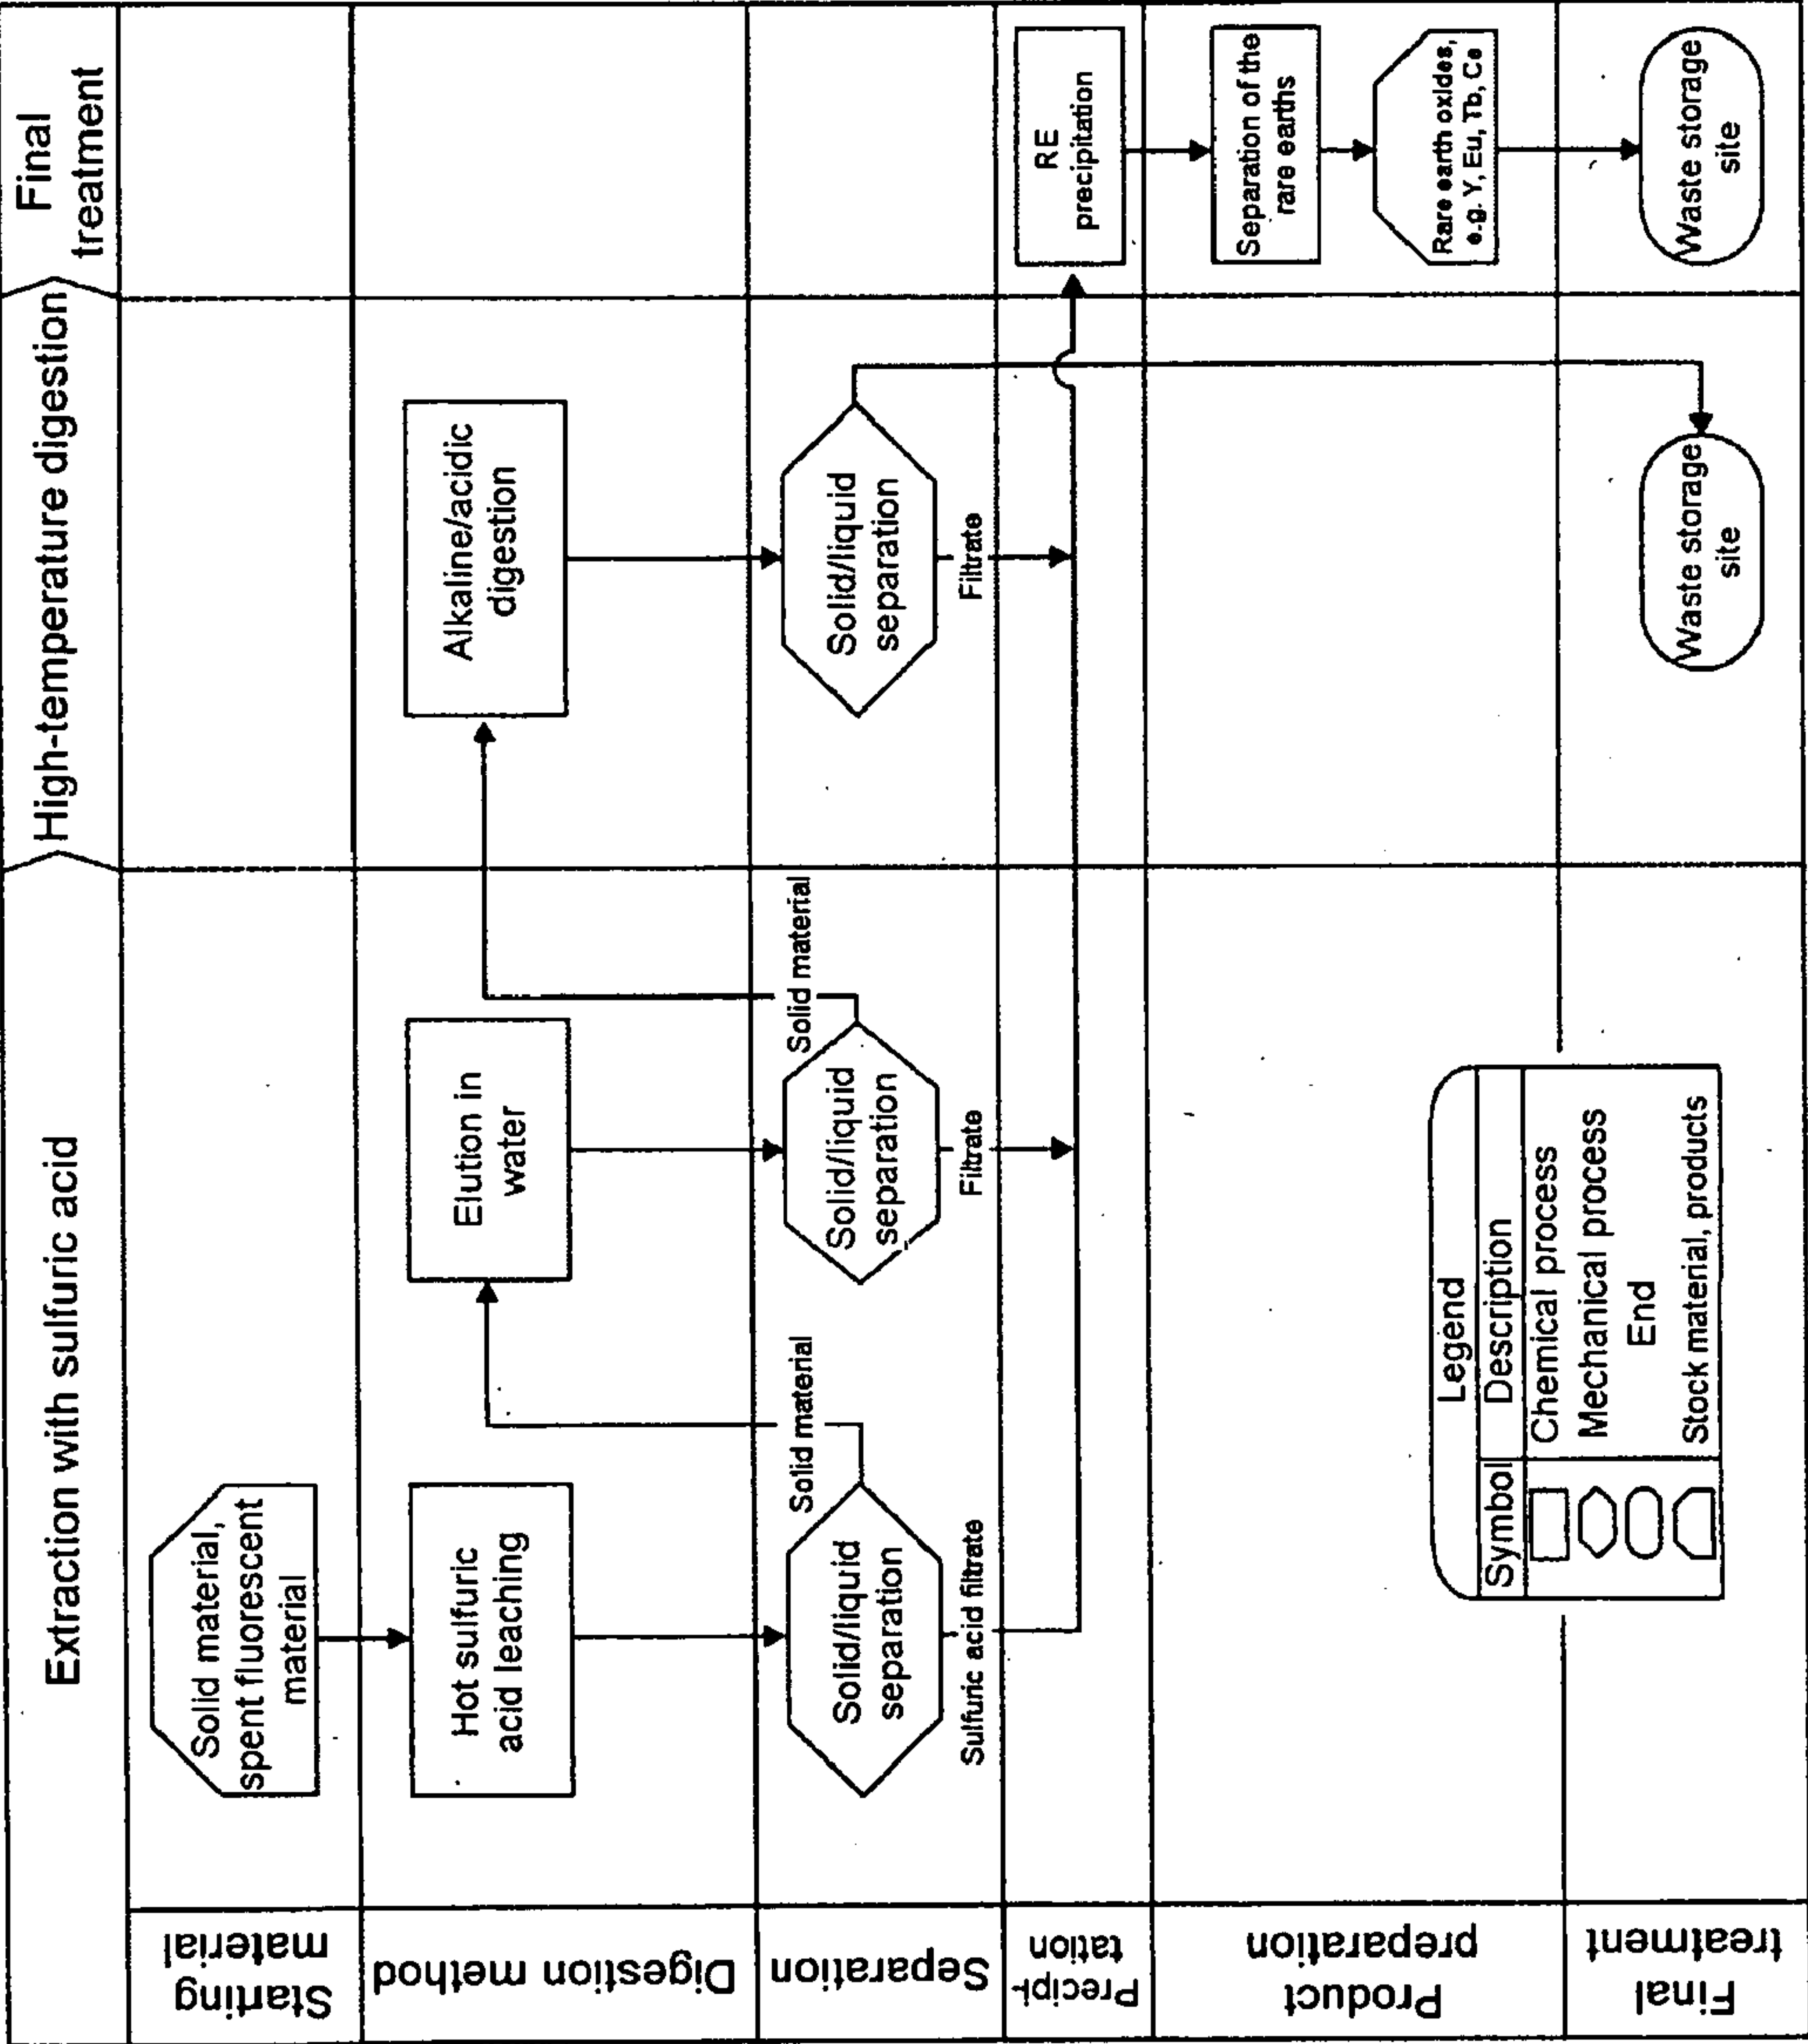 Extraction with sulfuric acid
High-temperature digestion
Final
treatment
Starting
material
Solid material,
spent fluorescent
material
Digestion method
Hot sulfuric
acid leaching
Elution in
water
Alkaline/acidic
digestion
Separation
Solid/liquid
separation
Solid material
Solid/liquid
separation
Solid material
Solid/liquid
separation
Sulfuric acid filtrate
Filtrate
Filtrate
Precipi-
tation
RE
precipitation
Product
preparation
Separation of the
rare earths
Rare earth oxides,
e.g. Y, Eu, Tb, Ce
Final
treatment
Waste storage
site
Waste storage
site
Legend
Symbol Description
Chemical process
Mechanical process
End
Stock material, products